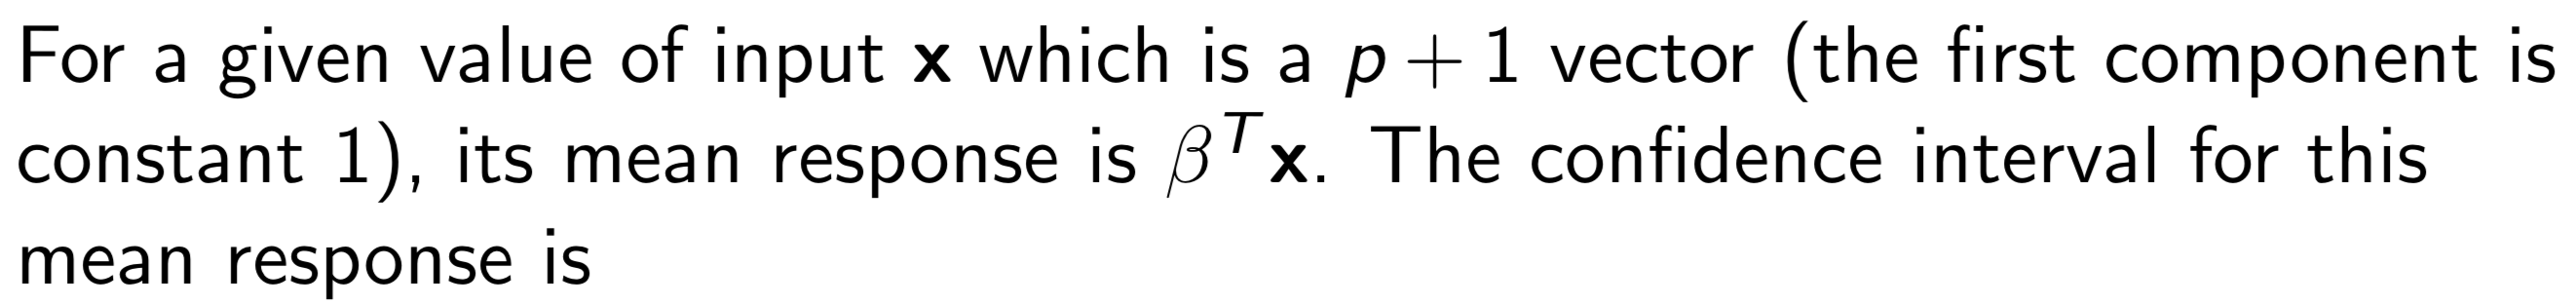 For a given value of input x which is a p + 1 vector (the first component is
constant 1), its mean response is β^T x. The confidence interval for this
mean response is